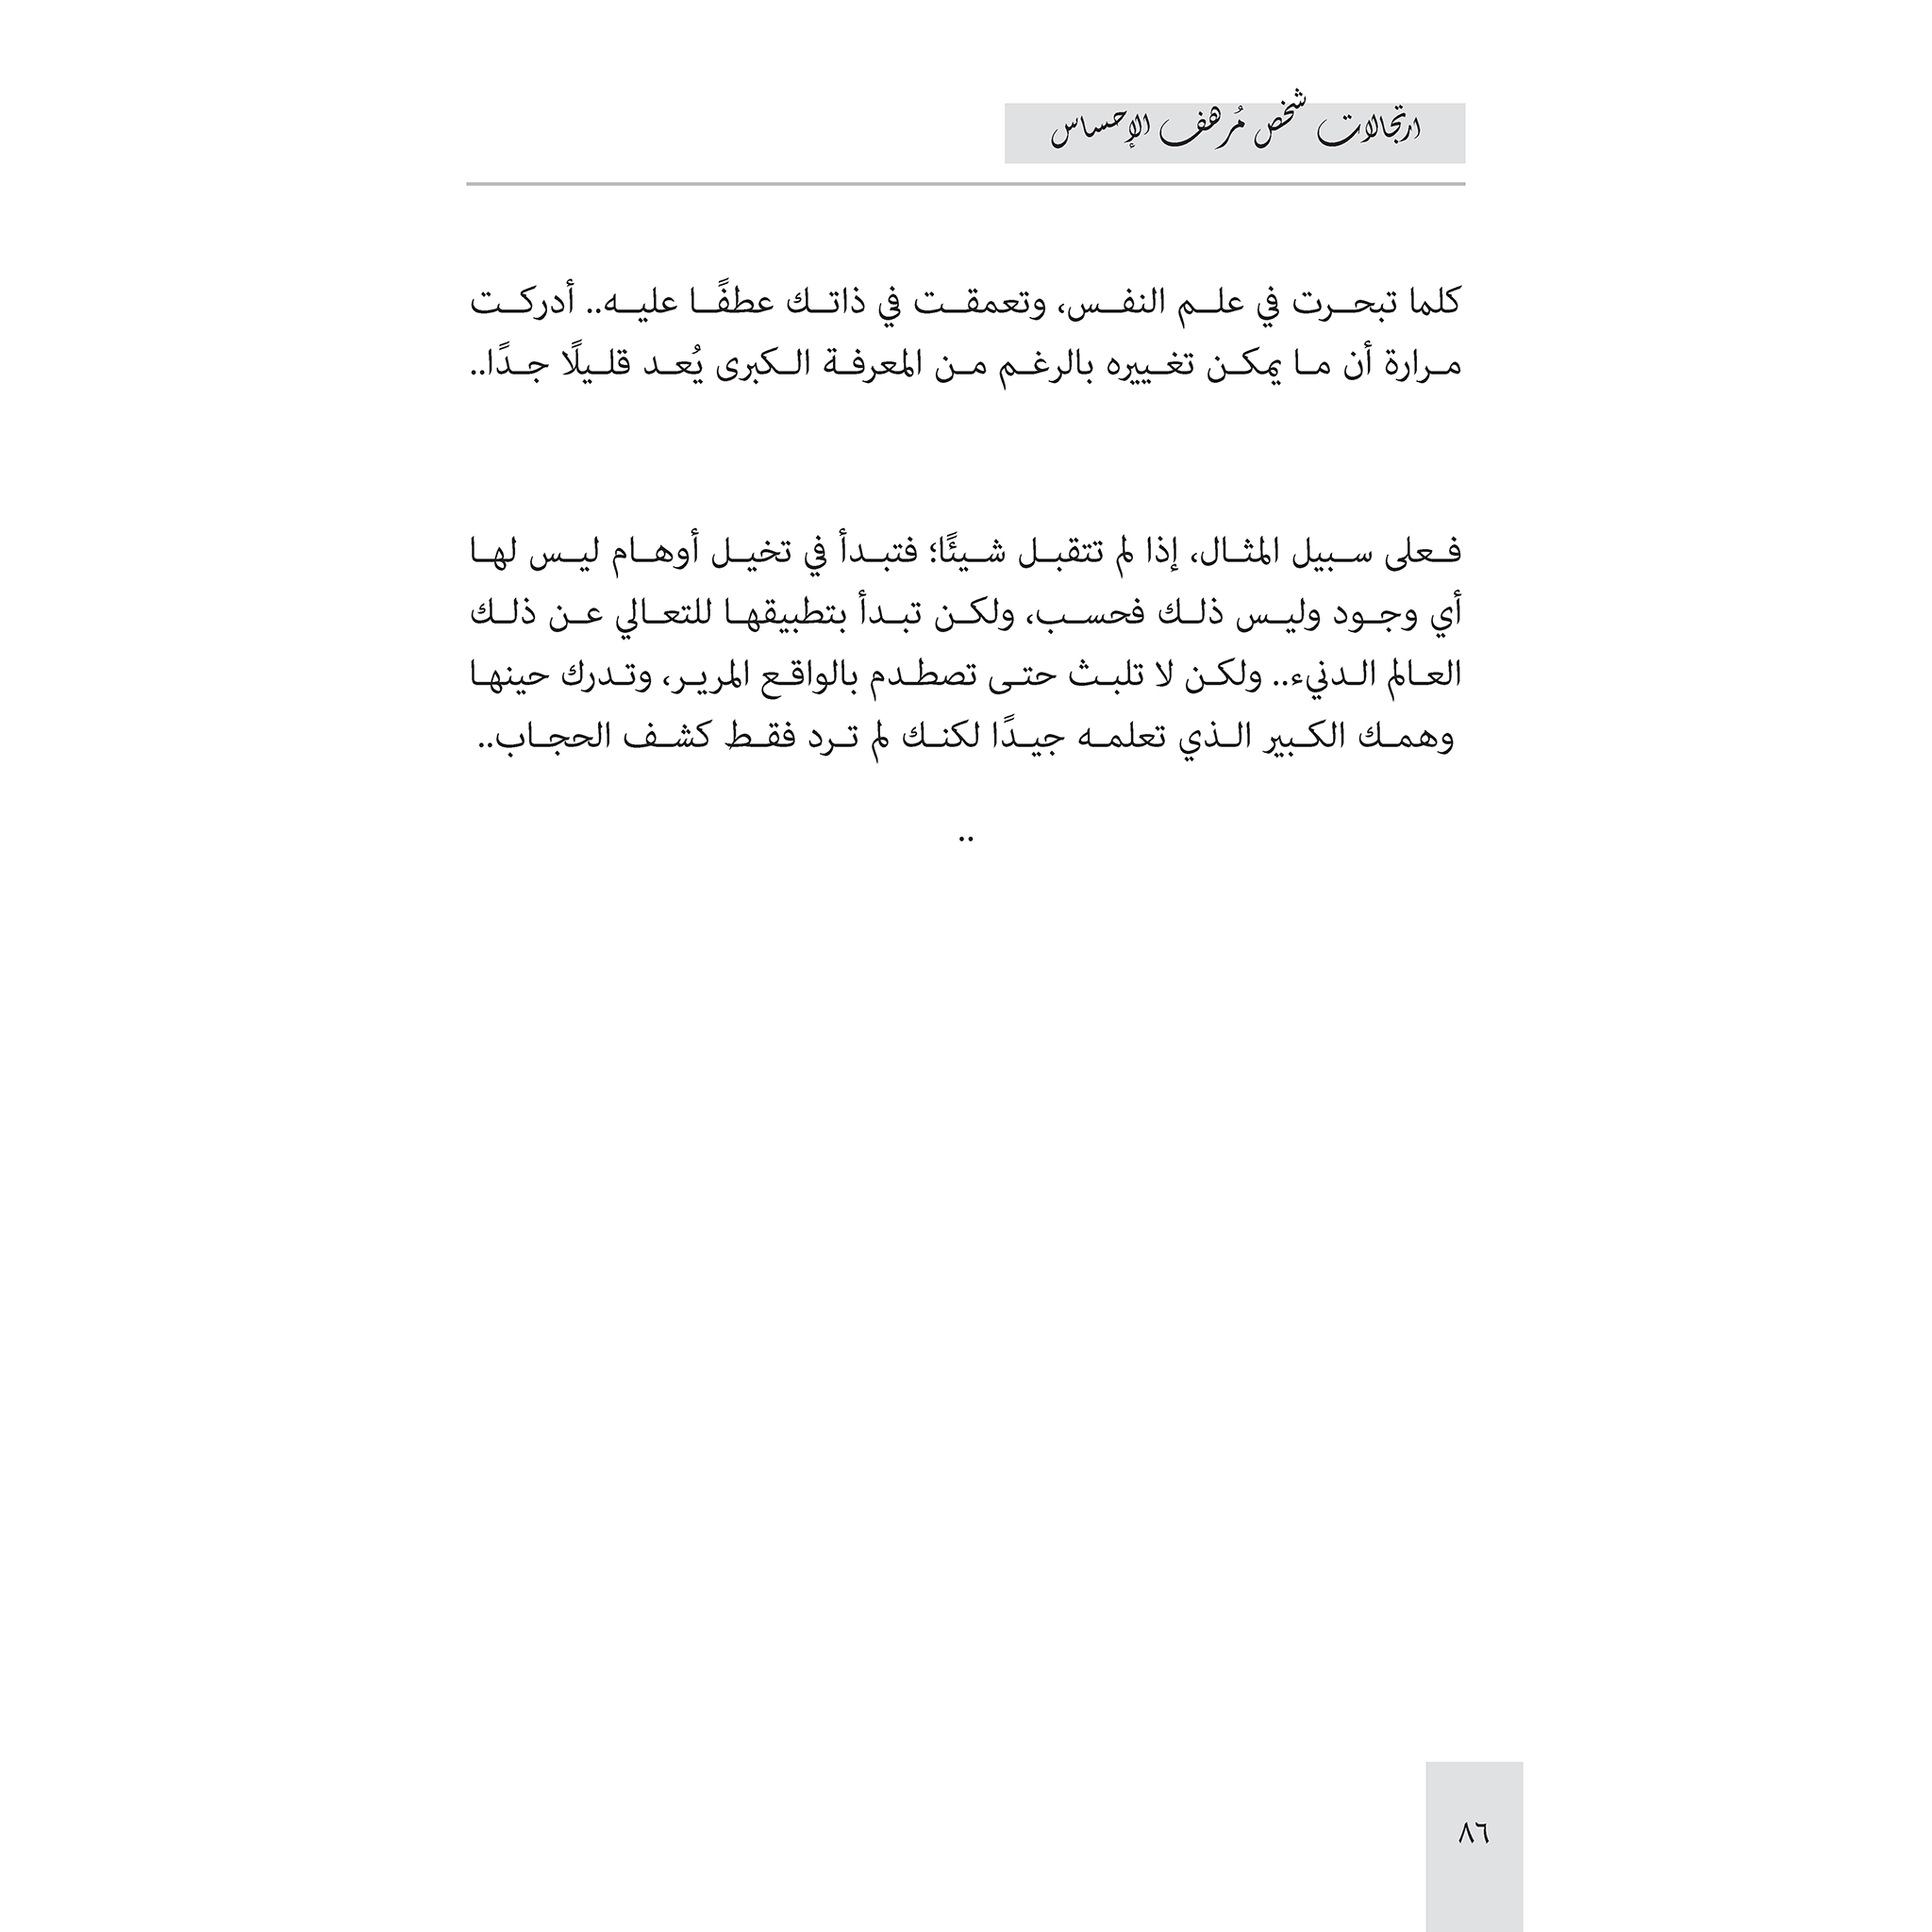 ارتجالات شخص مُرهف الإحساس
كلما تبحرت في علم النفس، وتعمقت في ذاتك عطفًا عليه.. أدركت
مرارة أن ما يمكن تغييره بالرغم من المعرفة الكبرى يُعد قليلًا جدًا..
فعلى سبيل المثال، إذا لم تتقبل شيئًا؛ فتبدأ في تخيل أوهام ليس لها
أي وجود وليس ذلك فحسب، ولكن تبدأ بتطبيقها للتعالي عن ذلك
العالم الدنيء.. ولكن لا تلبث حتى تصطدم بالواقع المرير، وتدرك حينها
وهمك الكبير الذي تعلمه جيدًا لكنك لم ترد فقط كشف الحجاب..
..
٨٦